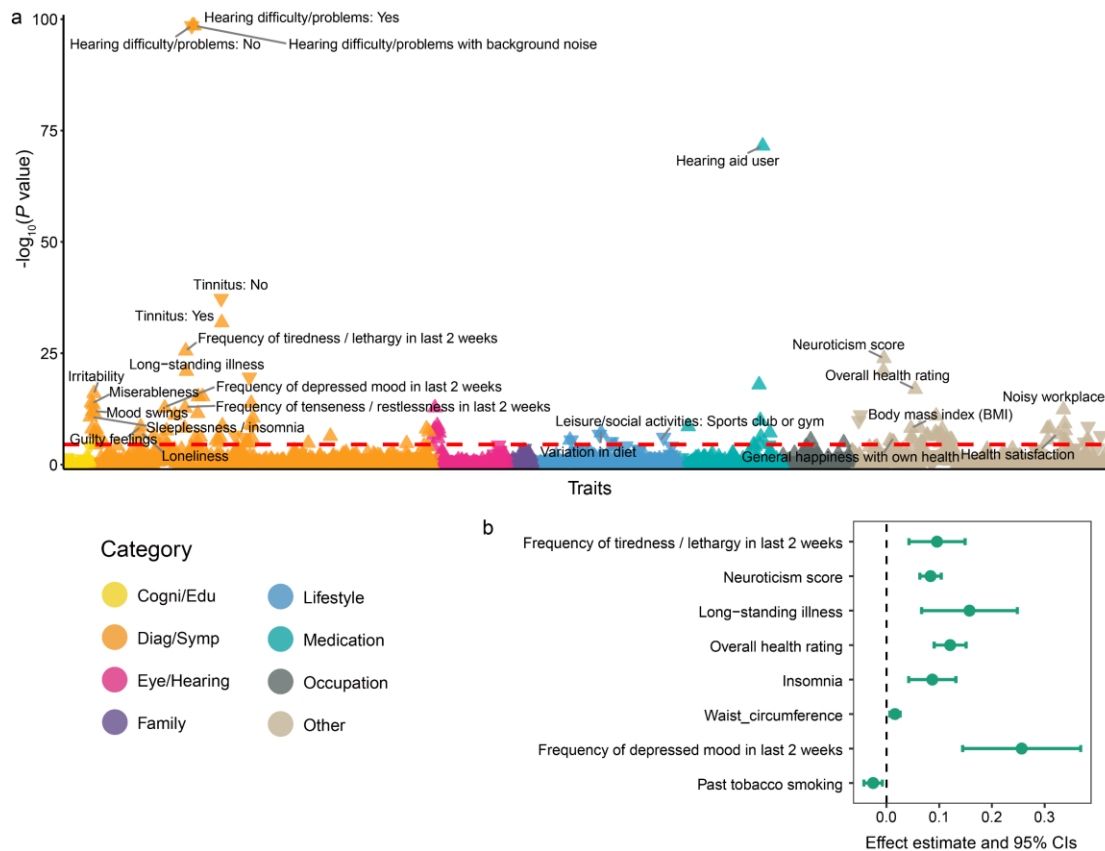 a
100
75
50
25
0
-log10(P value)
Hearing difficulty/problems: Yes
Hearing difficulty/problems: No
Hearing difficulty/problems with background noise
Hearing aid user
Tinnitus: No
Tinnitus: Yes
Frequency of tiredness / lethargy in last 2 weeks
Long−standing illness
Irritability
Miserableness
Frequency of depressed mood in last 2 weeks
Mood swings
Frequency of tenseness / restlessness in last 2 weeks
Sleeplessness / insomnia
Guilty feelings
Loneliness
Leisure/social activities: Sports club or gym
Variation in diet
Neuroticism score
Overall health rating
Noisy workplace
Body mass index (BMI)
General happiness with own health
Health satisfaction
Traits
Category
Cogni/Edu
Diag/Symp
Eye/Hearing
Family
Lifestyle
Medication
Occupation
Other
b
Frequency of tiredness / lethargy in last 2 weeks
Neuroticism score
Long−standing illness
Overall health rating
Insomnia
Waist_circumference
Frequency of depressed mood in last 2 weeks
Past tobacco smoking
0.0 0.1 0.2 0.3
Effect estimate and 95% CIs